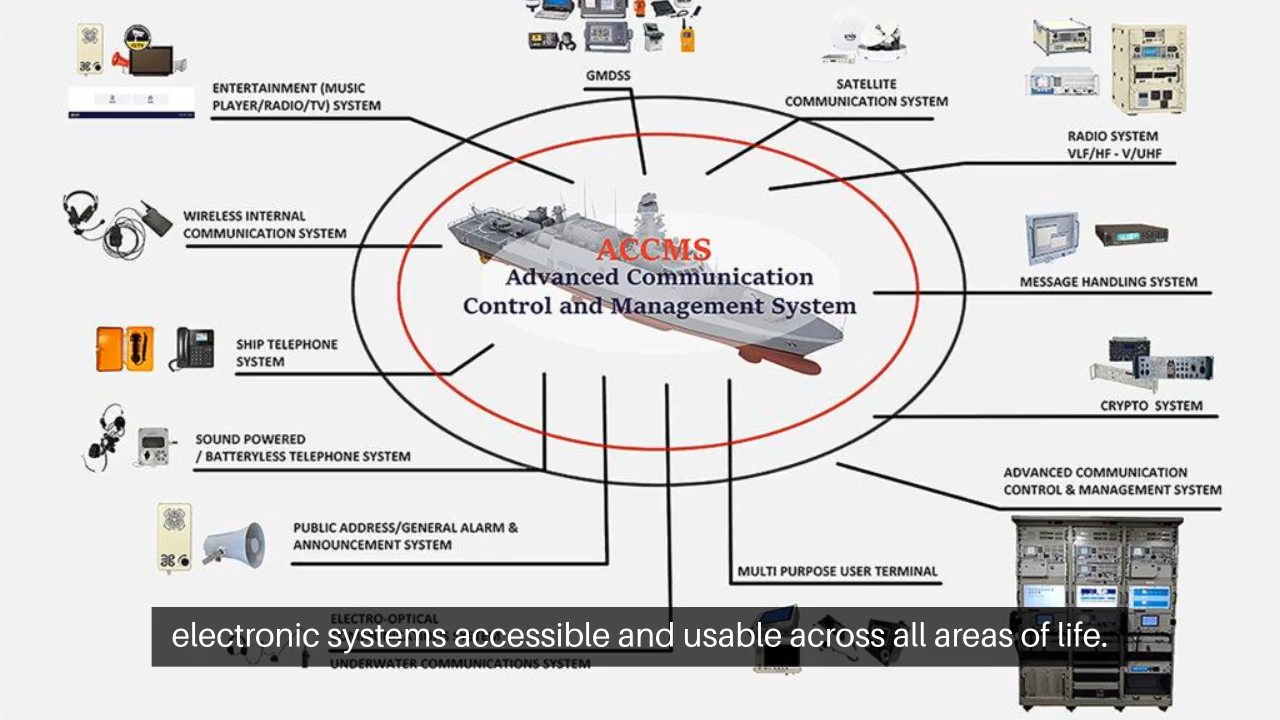 GMDSS
SATELLITE
COMMUNICATION SYSTEM
ENTERTAINMENT (MUSIC
PLAYER/RADIO/TV) SYSTEM
RADIO SYSTEM
VLF/HF - V/UHF
WIRELESS INTERNAL
COMMUNICATION SYSTEM
ACCMS
Advanced Communication
Control and Management System
MESSAGE HANDLING SYSTEM
SHIP TELEPHONE
SYSTEM
CRYPTO SYSTEM
SOUND POWERED
/ BATTERYLESS TELEPHONE SYSTEM
ADVANCED COMMUNICATION
CONTROL & MANAGEMENT SYSTEM
PUBLIC ADDRESS/GENERAL ALARM &
ANNOUNCEMENT SYSTEM
MULTI PURPOSE USER TERMINAL
ELECTRO-OPTICAL
electronic systems accessible and usable across all areas of life.
UNDERWATER COMMUNICATIONS SYSTEM